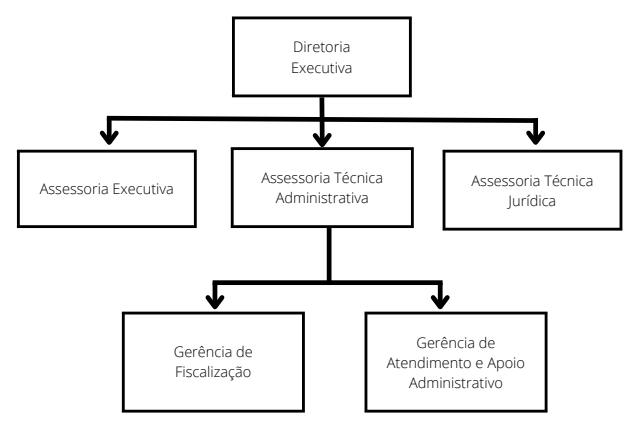 Diretoria
Executiva
Assessoria Executiva
Assessoria Técnica
Administrativa
Assessoria Técnica
Jurídica
Gerência de
Fiscalização
Gerência de
Atendimento e Apoio
Administrativo